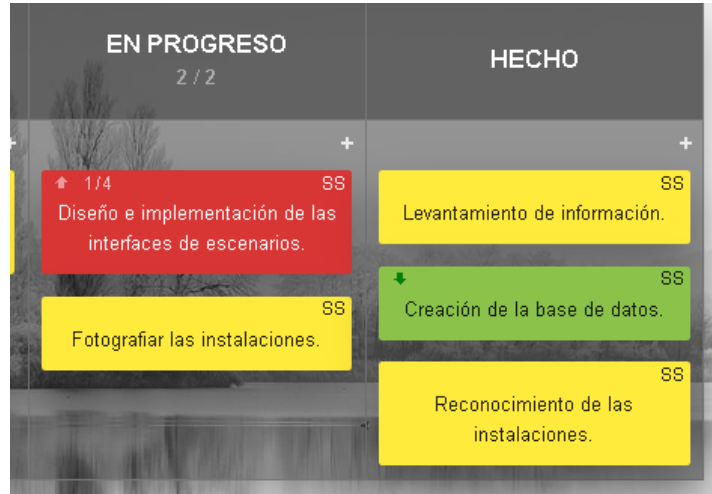 EN PROGRESO
2 / 2
HECHO
+
+
+
1/4
SS
Diseño e implementación de las
interfaces de escenarios.
SS
Fotografiar las instalaciones.
SS
Levantamiento de información.
SS
Creación de la base de datos.
SS
Reconocimiento de las
instalaciones.